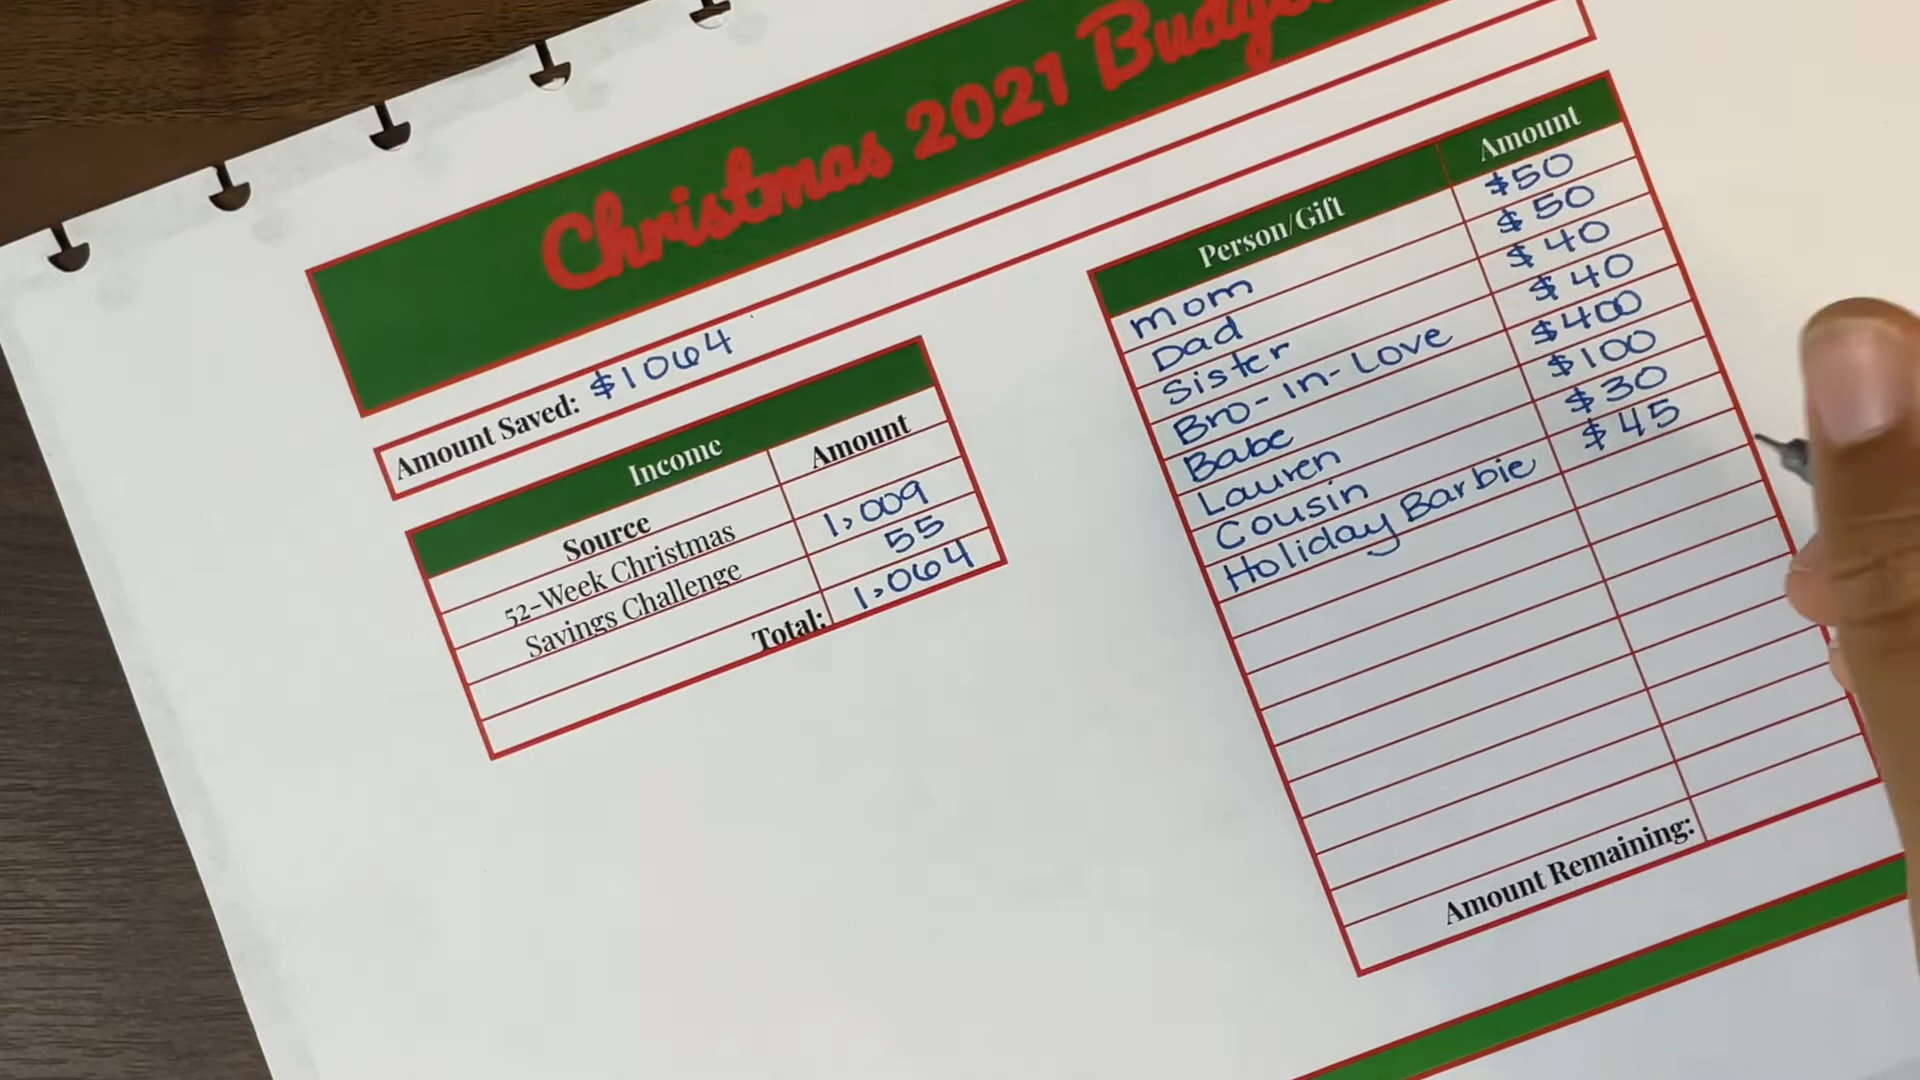 Christmas 2021 Budget
Amount Saved: $1064
Income
Source Amount
52-Week Christmas 1,009
Savings Challenge 55
Total: 1,064
Person/Gift Amount
Mom $50
Dad $50
Sister $40
Bro-In-Love $40
Babe $400
Lauren $100
Cousin $30
Holiday Barbie $45
Amount Remaining: